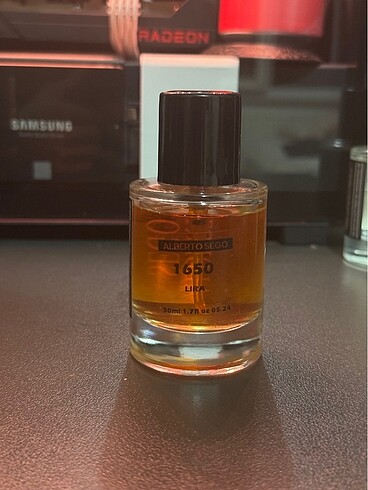 RADEON
SAMSUNG
ALBERTO SEGO
1650
LIRA
50ml 1.7fl oz 05.24